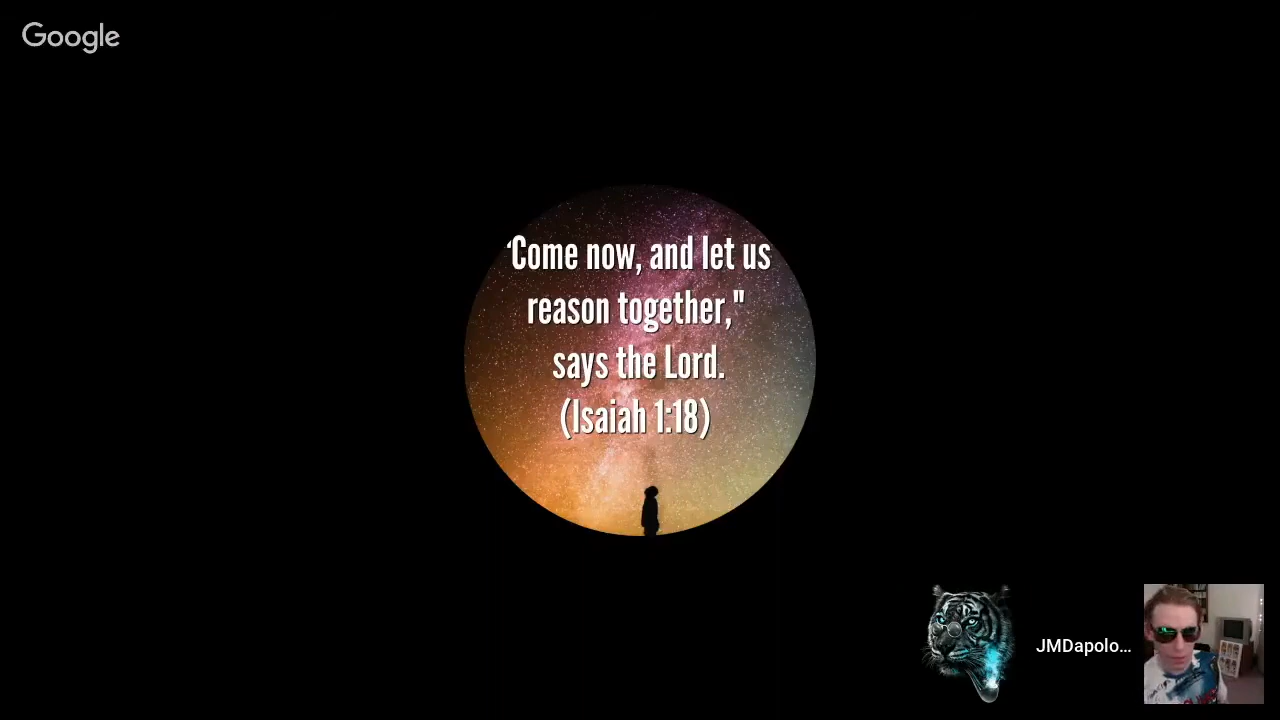 Google
‘Come now, and let us
reason together,"
says the Lord.
(Isaiah 1:18)
JMDapolo...